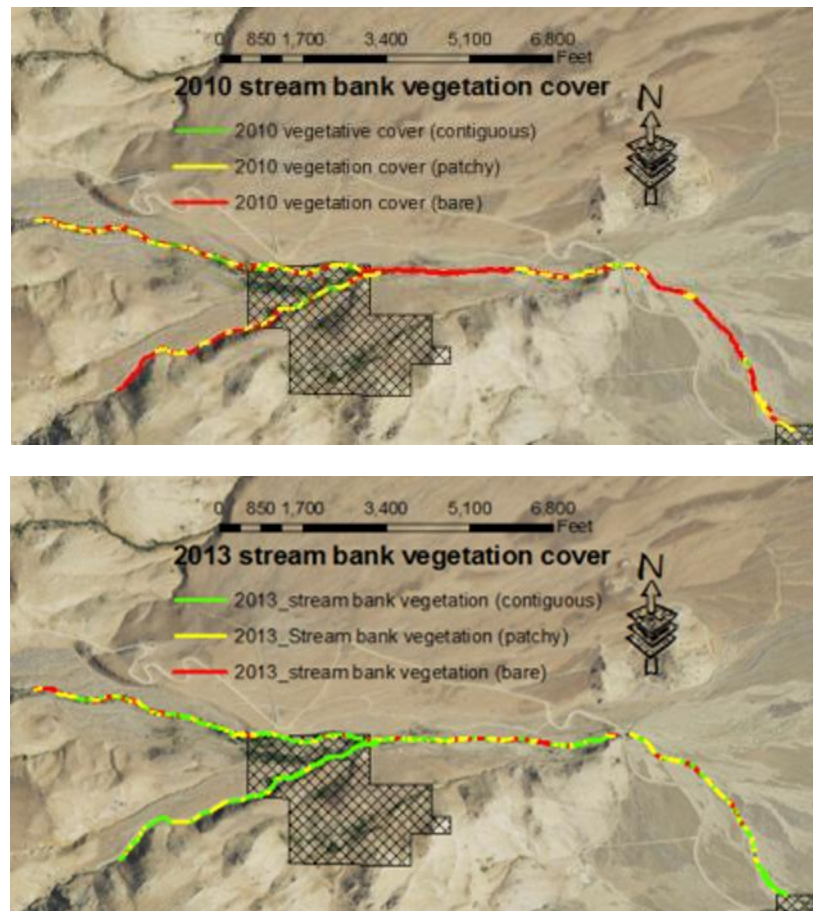 0 850 1,700 3,400 5,100 6,800
Feet
2010 stream bank vegetation cover
N
2010 vegetative cover (contiguous)
2010 vegetation cover (patchy)
2010 vegetation cover (bare)
0 850 1,700 3,400 5,100 6,800
Feet
2013 stream bank vegetation cover
N
2013_stream bank vegetation (contiguous)
2013_Stream bank vegetation (patchy)
2013_stream bank vegetation (bare)